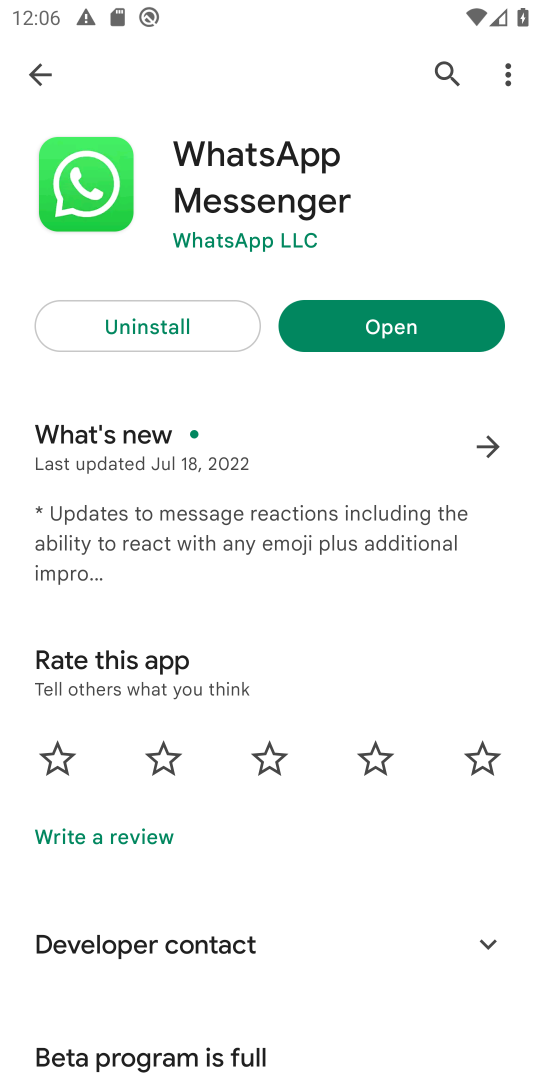 12:06
WhatsApp
Messenger
WhatsApp LLC
Uninstall
Open
What's new
Last updated Jul 18, 2022
* Updates to message reactions including the
ability to react with any emoji plus additional
impro...
Rate this app
Tell others what you think
Write a review
Developer contact
Beta program is full